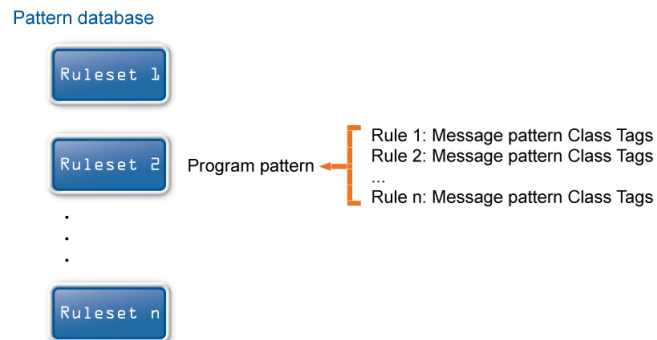 Pattern database
Ruleset 1
Ruleset 2
Program pattern
Rule 1: Message pattern Class Tags
Rule 2: Message pattern Class Tags
...
Rule n: Message pattern Class Tags
.
.
.
Ruleset n